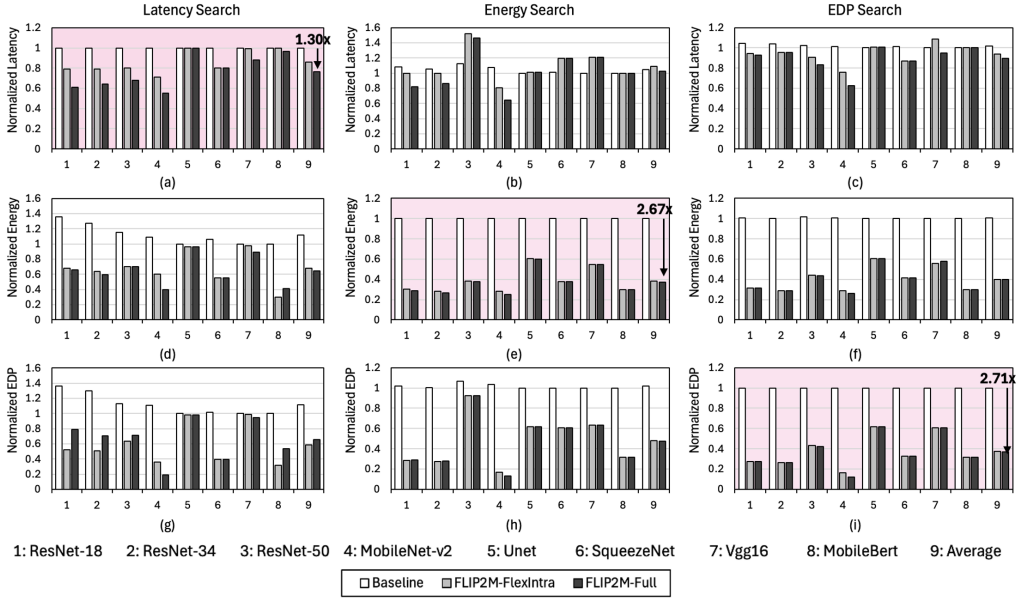 Latency Search
Energy Search
EDP Search
Normalized Latency
1.2
1
0.8
0.6
0.4
0.2
0
1.30x
1 2 3 4 5 6 7 8 9
(a)
Normalized Latency
1.6
1.4
1.2
1.0
0.8
0.6
0.4
0.2
0
1 2 3 4 5 6 7 8 9
(b)
Normalized Latency
1.2
1
0.8
0.6
0.4
0.2
0
1 2 3 4 5 6 7 8 9
(c)
Normalized Energy
1.6
1.4
1.2
1
0.8
0.6
0.4
0.2
0
1 2 3 4 5 6 7 8 9
(d)
Normalized Energy
1.2
1
0.8
0.6
0.4
0.2
0
2.67x
1 2 3 4 5 6 7 8 9
(e)
Normalized Energy
1.2
1
0.8
0.6
0.4
0.2
0
1 2 3 4 5 6 7 8 9
(f)
Normalized EDP
1.6
1.4
1.2
1
0.8
0.6
0.4
0.2
0
1 2 3 4 5 6 7 8 9
(g)
Normalized EDP
1.2
1
0.8
0.6
0.4
0.2
0
1 2 3 4 5 6 7 8 9
(h)
Normalized EDP
1.2
1
0.8
0.6
0.4
0.2
0
2.71x
1 2 3 4 5 6 7 8 9
(i)
1: ResNet-18 2: ResNet-34 3: ResNet-50 4: MobileNet-v2 5: Unet 6: SqueezeNet 7: Vgg16 8: MobileBert 9: Average
Baseline FLIP2M-FlexIntra FLIP2M-Full